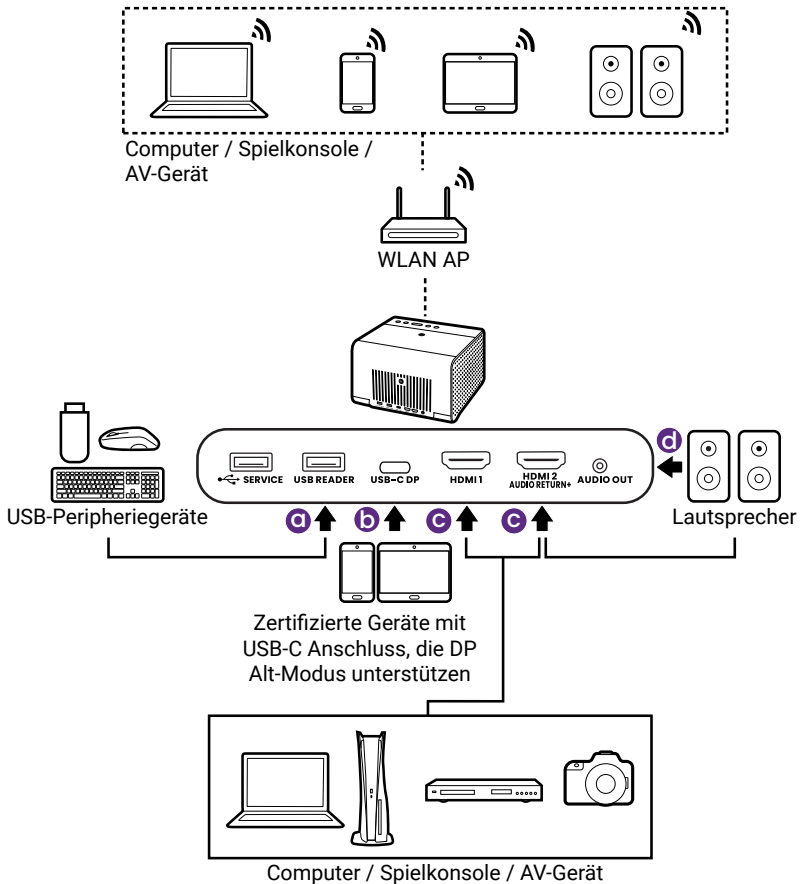 Computer / Spielkonsole /
AV-Gerät
WLAN AP
SERVICE
USB READER
USB-C DP
HDMI 1
HDMI 2
AUDIO RETURN+
AUDIO OUT
d
USB-Peripheriegeräte
a
b
c
c
Lautsprecher
Zertifizierte Geräte mit
USB-C Anschluss, die DP
Alt-Modus unterstützen
Computer / Spielkonsole / AV-Gerät